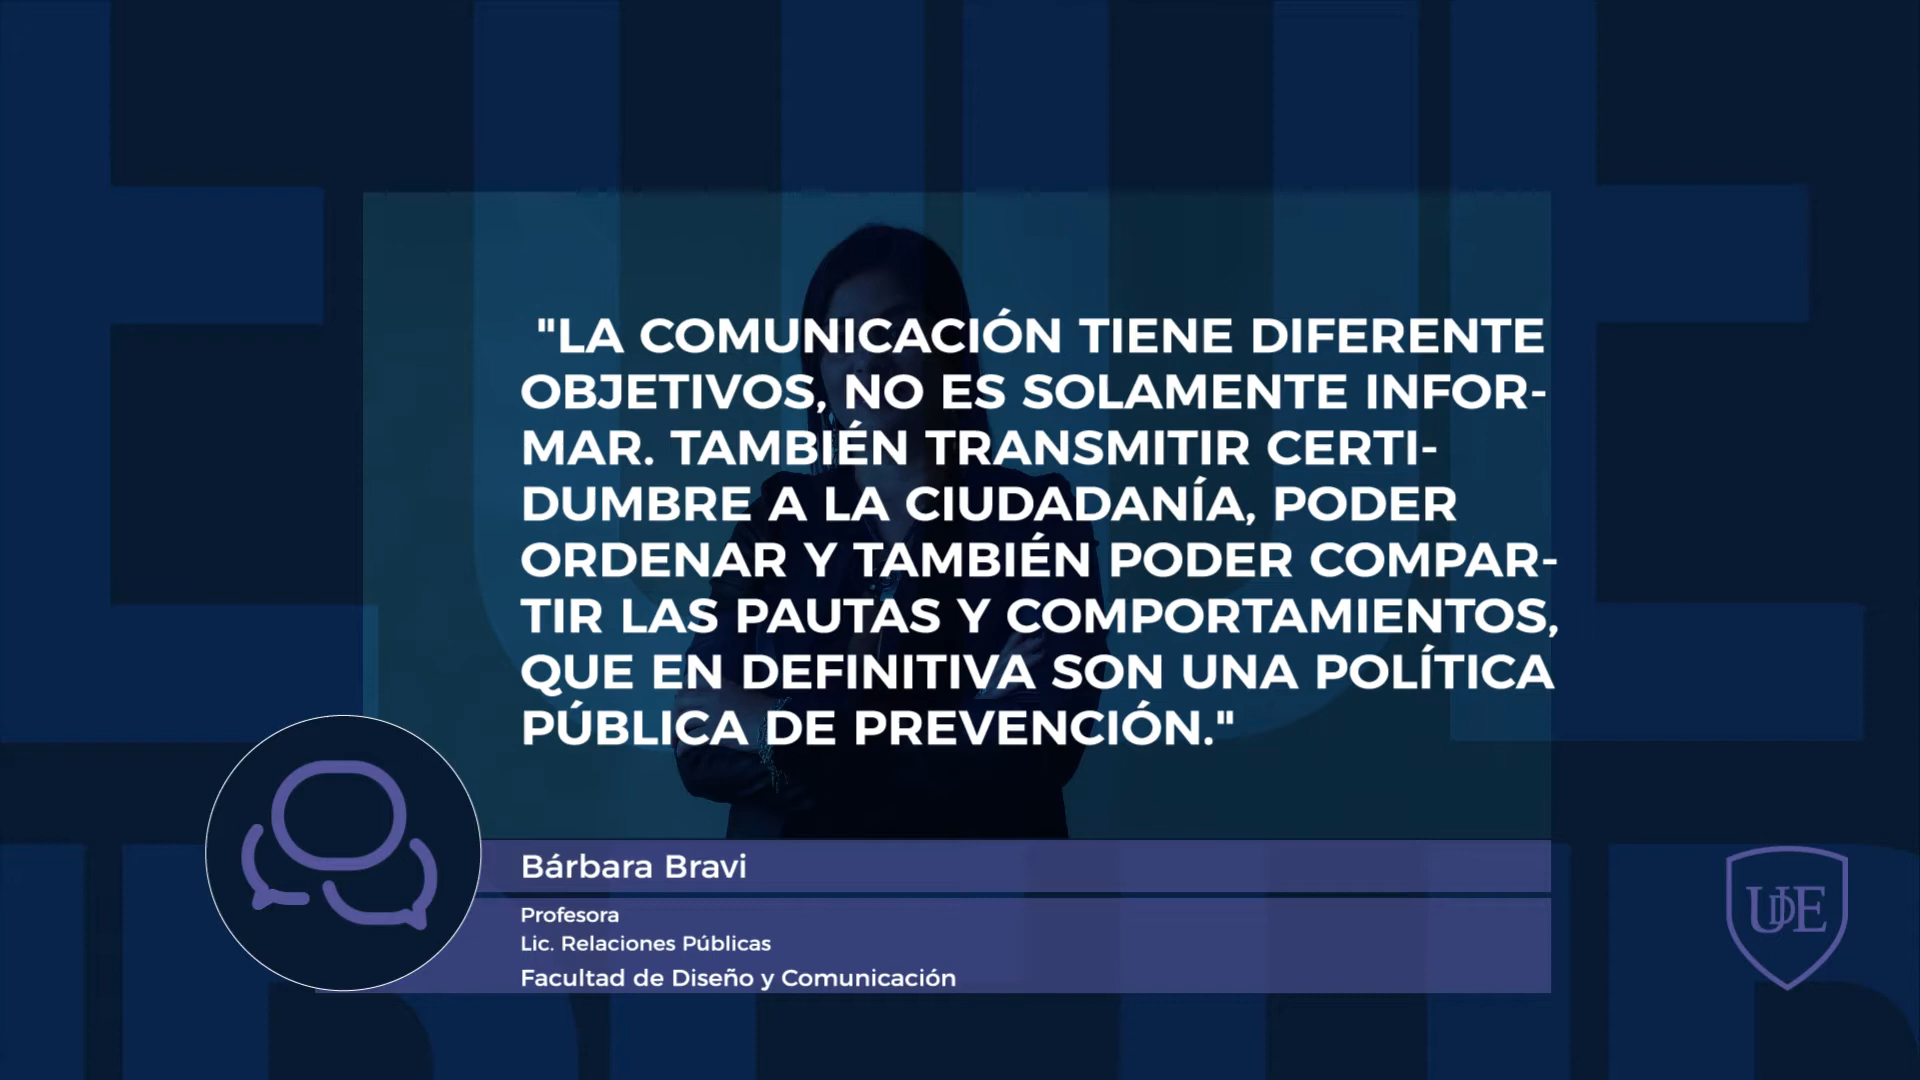 "LA COMUNICACIÓN TIENE DIFERENTE
OBJETIVOS, NO ES SOLAMENTE INFOR-
MAR. TAMBIÉN TRANSMITIR CERTI-
DUMBRE A LA CIUDADANÍA, PODER
ORDENAR Y TAMBIÉN PODER COMPAR-
TIR LAS PAUTAS Y COMPORTAMIENTOS,
QUE EN DEFINITIVA SON UNA POLÍTICA
PÚBLICA DE PREVENCIÓN."
Bárbara Bravi
Profesora
Lic. Relaciones Públicas
Facultad de Diseño y Comunicación
UDE